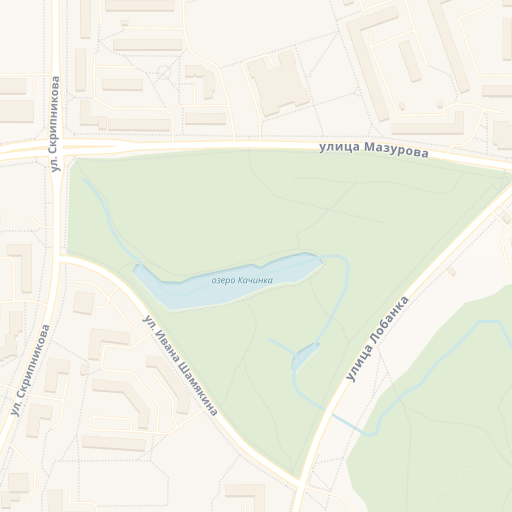 ул. Скрипникова
улица Мазурова
озеро Качинка
улица Лобанка
ул. Ивана Шамякина
ул. Скрипникова